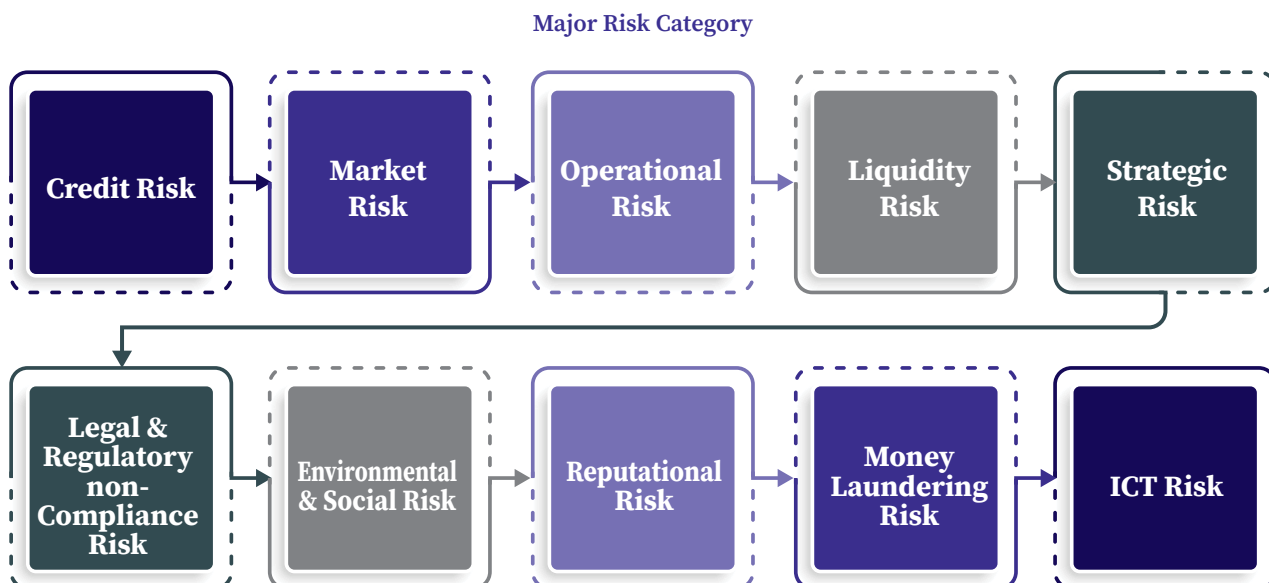 Major Risk Category
Credit Risk
Market
Risk
Operational
Risk
Liquidity
Risk
Strategic
Risk
Legal &
Regulatory
non-
Compliance
Risk
Environmental
& Social Risk
Reputational
Risk
Money
Laundering
Risk
ICT Risk